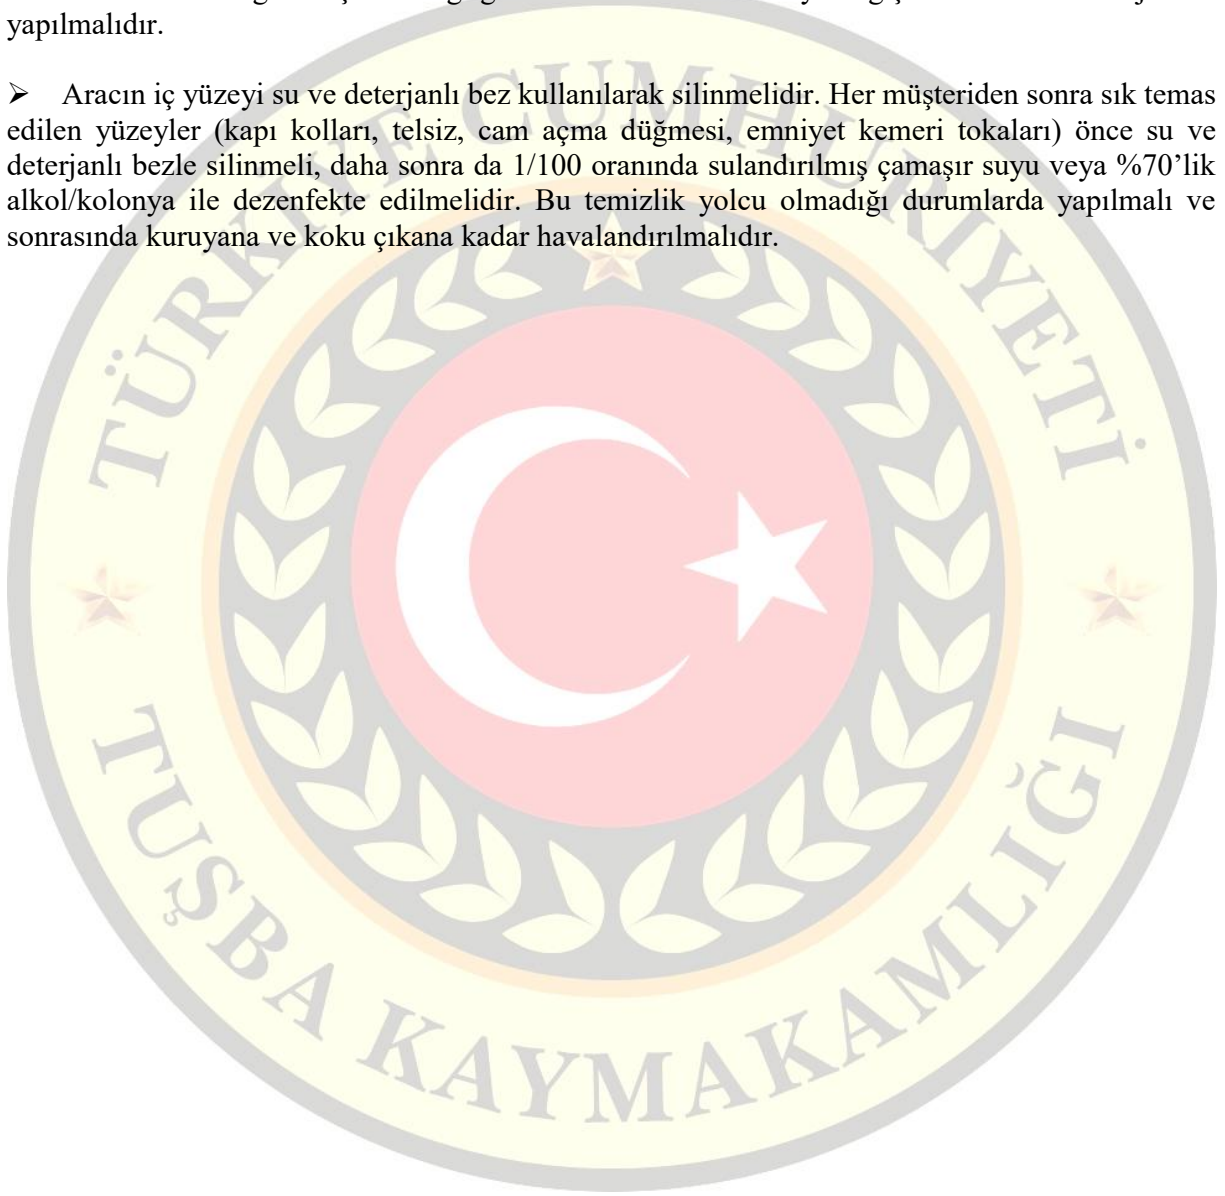 yapılmalıdır.
➢ Aracın iç yüzeyi su ve deterjanlı bez kullanılarak silinmelidir. Her müşteriden sonra sık temas
edilen yüzeyler (kapı kolları, telsiz, cam açma düğmesi, emniyet kemeri tokaları) önce su ve
deterjanlı bezle silinmeli, daha sonra da 1/100 oranında sulandırılmış çamaşır suyu veya %70’lik
alkol/kolonya ile dezenfekte edilmelidir. Bu temizlik yolcu olmadığı durumlarda yapılmalı ve
sonrasında kuruyana ve koku çıkana kadar havalandırılmalıdır.
TÜRKİYE CUMHURİYETİ
TUŞBA KAYMAKAMLIĞI